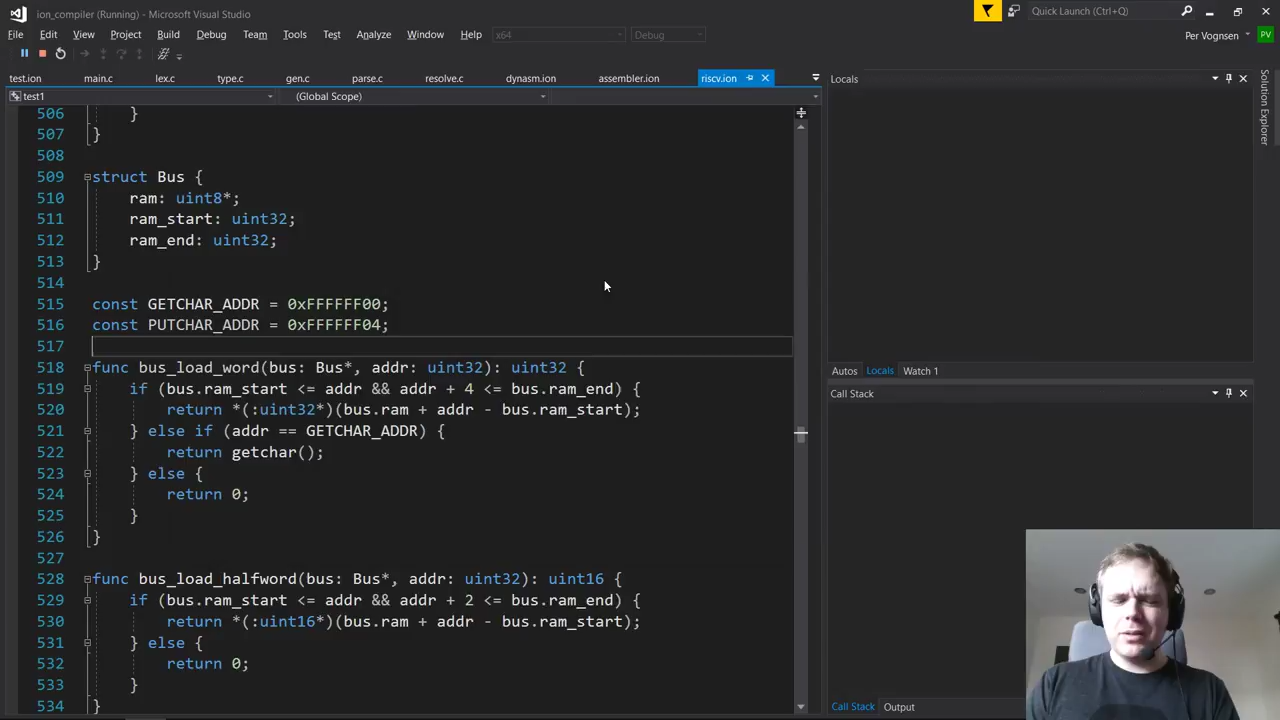 ion_compiler (Running) - Microsoft Visual Studio
Quick Launch (Ctrl+Q)
File Edit View Project Build Debug Team Tools Test Analyze Window Help x64 Debug
Per Vognsen PV
test.ion main.c lex.c type.c gen.c parse.c resolve.c dynasm.ion assembler.ion riscv.ion
Locals
test1 (Global Scope)
506 }
507 }
508
509 struct Bus {
510 ram: uint8*;
511 ram_start: uint32;
512 ram_end: uint32;
513 }
514
515 const GETCHAR_ADDR = 0xFFFFFF00;
516 const PUTCHAR_ADDR = 0xFFFFFF04;
517
518 func bus_load_word(bus: Bus*, addr: uint32): uint32 {
519 if (bus.ram_start <= addr && addr + 4 <= bus.ram_end) {
520 return *(:uint32*)(bus.ram + addr - bus.ram_start);
521 } else if (addr == GETCHAR_ADDR) {
522 return getchar();
523 } else {
524 return 0;
525 }
526 }
527
528 func bus_load_halfword(bus: Bus*, addr: uint32): uint16 {
529 if (bus.ram_start <= addr && addr + 2 <= bus.ram_end) {
530 return *(:uint16*)(bus.ram + addr - bus.ram_start);
531 } else {
532 return 0;
533 }
534 }
Autos Locals Watch 1
Call Stack
Call Stack Output
Solution Explorer